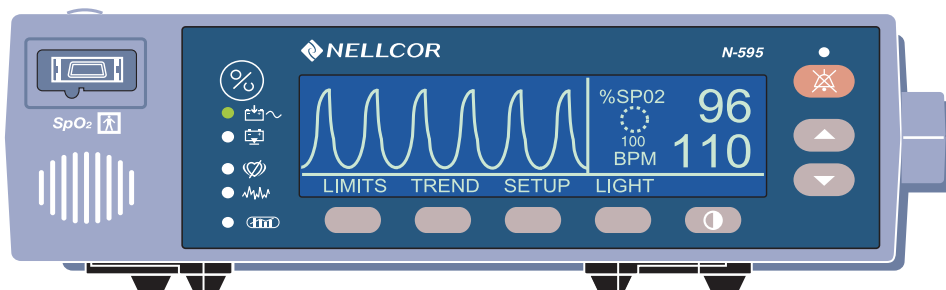 NELLCOR
N-595
SpO₂
%SP02
96
100
BPM
110
LIMITS TREND SETUP LIGHT